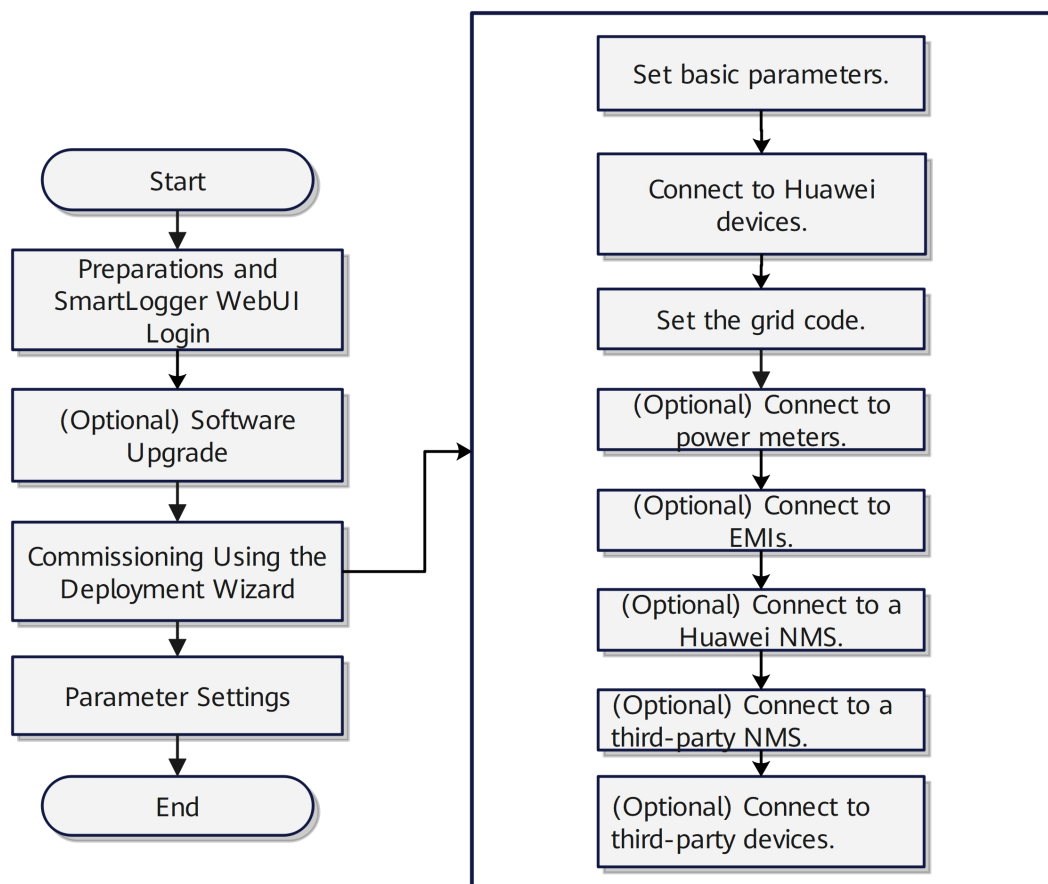 Start
Preparations and
SmartLogger WebUI
Login
(Optional) Software
Upgrade
Commissioning Using the
Deployment Wizard
Parameter Settings
End
Set basic parameters.
Connect to Huawei
devices.
Set the grid code.
(Optional) Connect to
power meters.
(Optional) Connect to
EMIs.
(Optional) Connect to a
Huawei NMS.
(Optional) Connect to a
third-party NMS.
(Optional) Connect to
third-party devices.